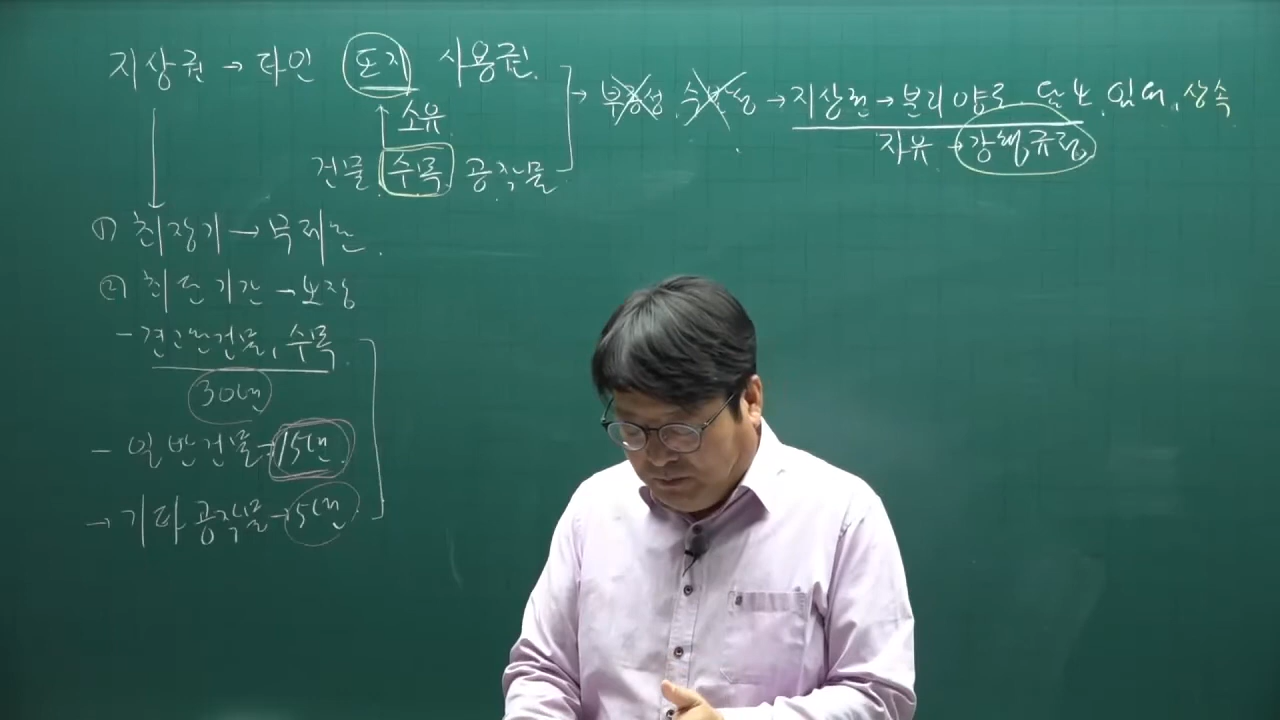 지상권 → 타인 토지 사용권.
↑ 소유.
건물. 수목. 공작물
→ 부종성 수반성 → 지상권 → 분리 양도. 담보. 임대. 상속
자유 → 강행규정.
(1) 최장기 → 무제한.
(2) 최단기간 → 보장
- 견고한건물, 수목
30년
- 일반건물 → 15년
→ 기타 공작물 → 5년